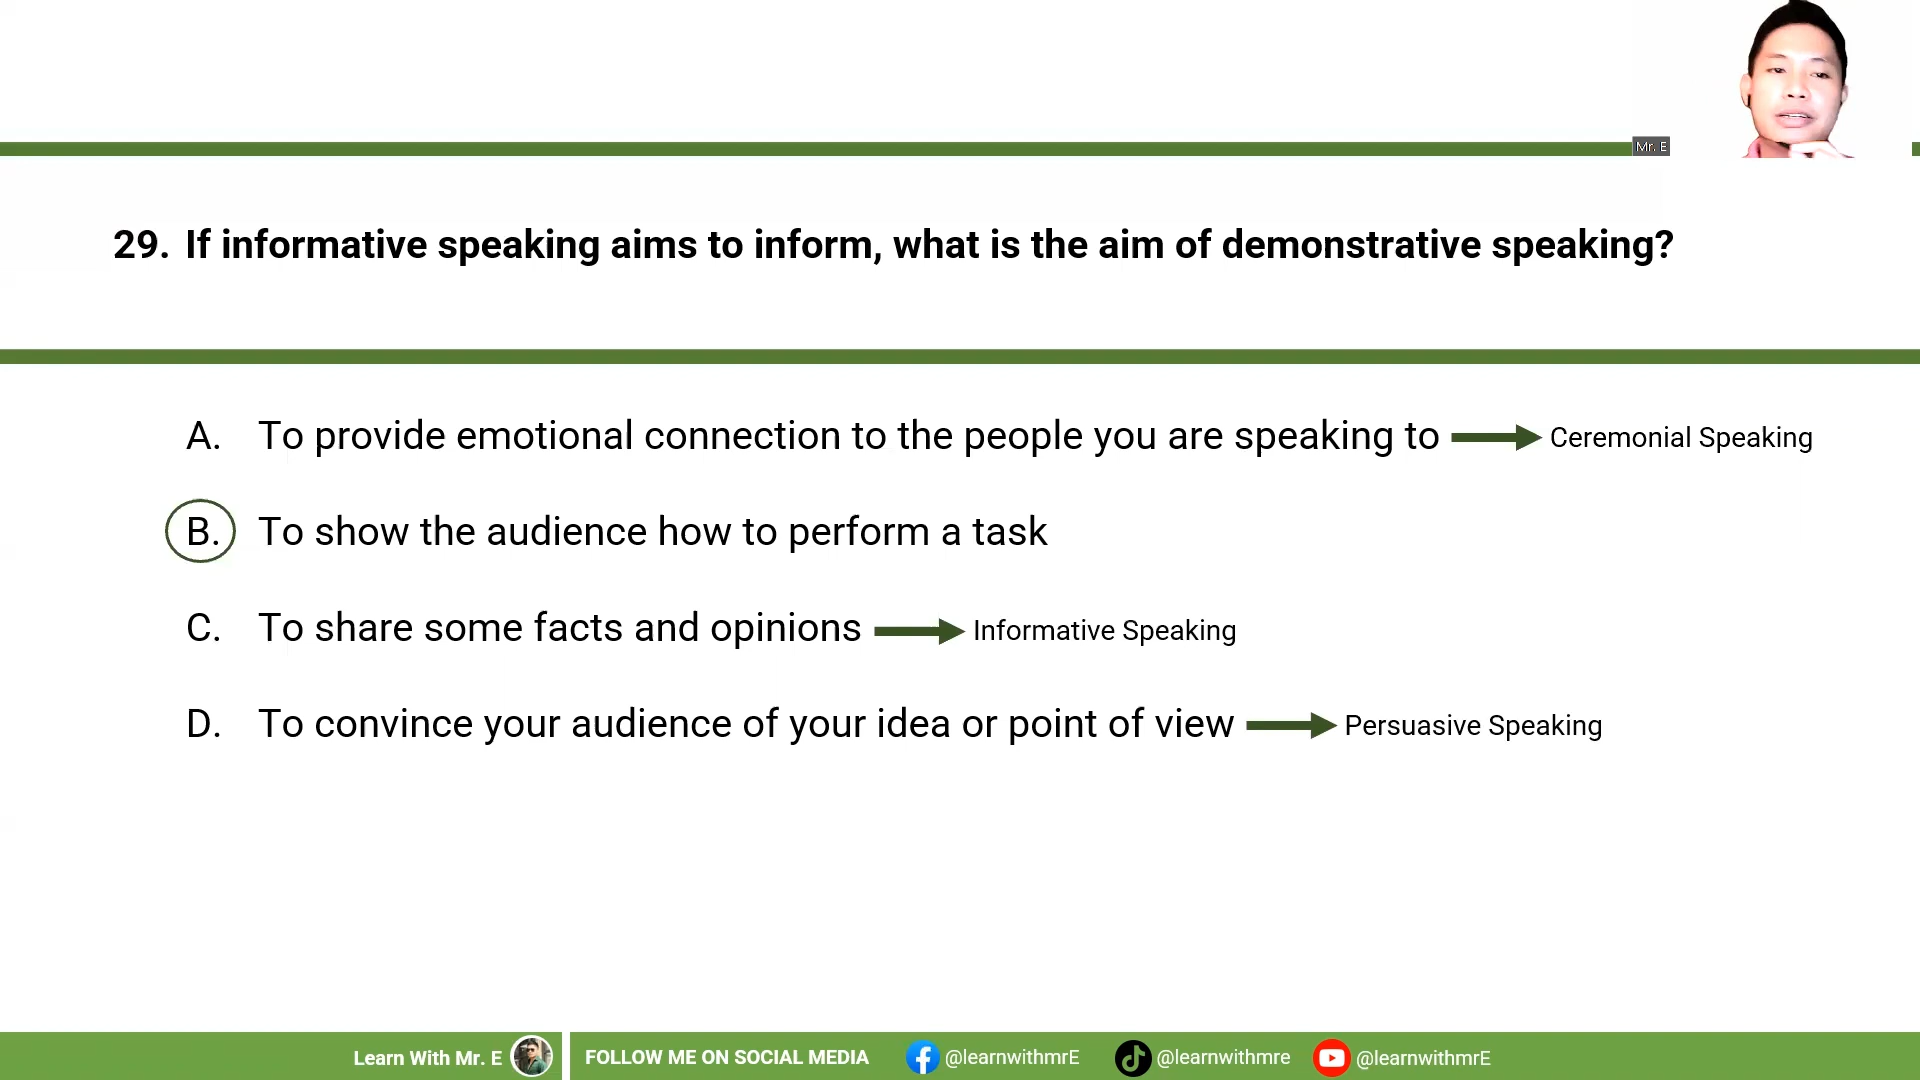 Mr. E
29. If informative speaking aims to inform, what is the aim of demonstrative speaking?
A. To provide emotional connection to the people you are speaking to Ceremonial Speaking
B. To show the audience how to perform a task
C. To share some facts and opinions Informative Speaking
D. To convince your audience of your idea or point of view Persuasive Speaking
Learn With Mr. E FOLLOW ME ON SOCIAL MEDIA @learnwithmrE @learnwithmre @learnwithmrE